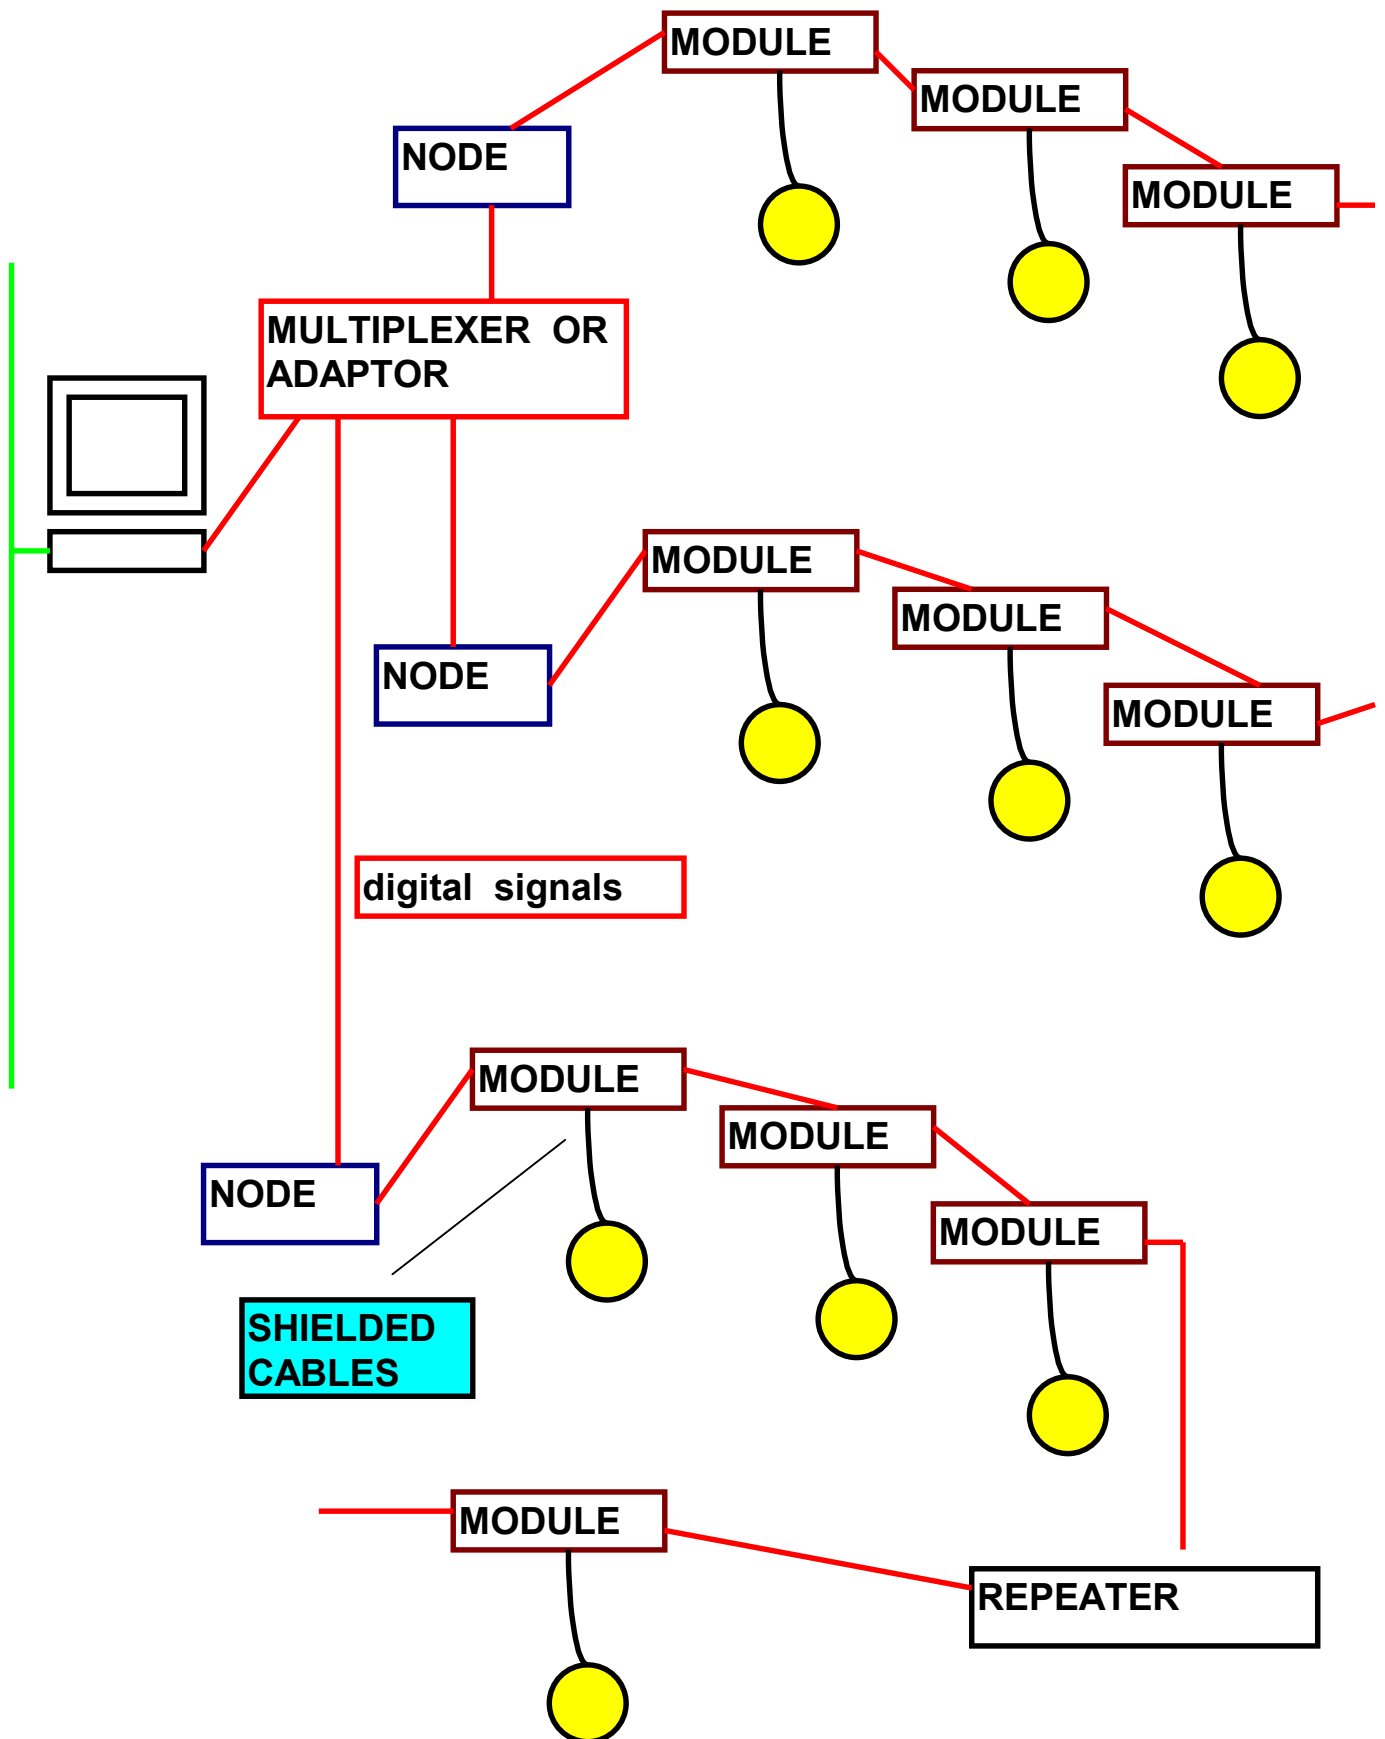 MODULE
MODULE
NODE
MODULE
MULTIPLEXER OR
ADAPTOR
MODULE
MODULE
NODE
MODULE
digital signals
MODULE
MODULE
NODE
MODULE
SHIELDED
CABLES
MODULE
REPEATER